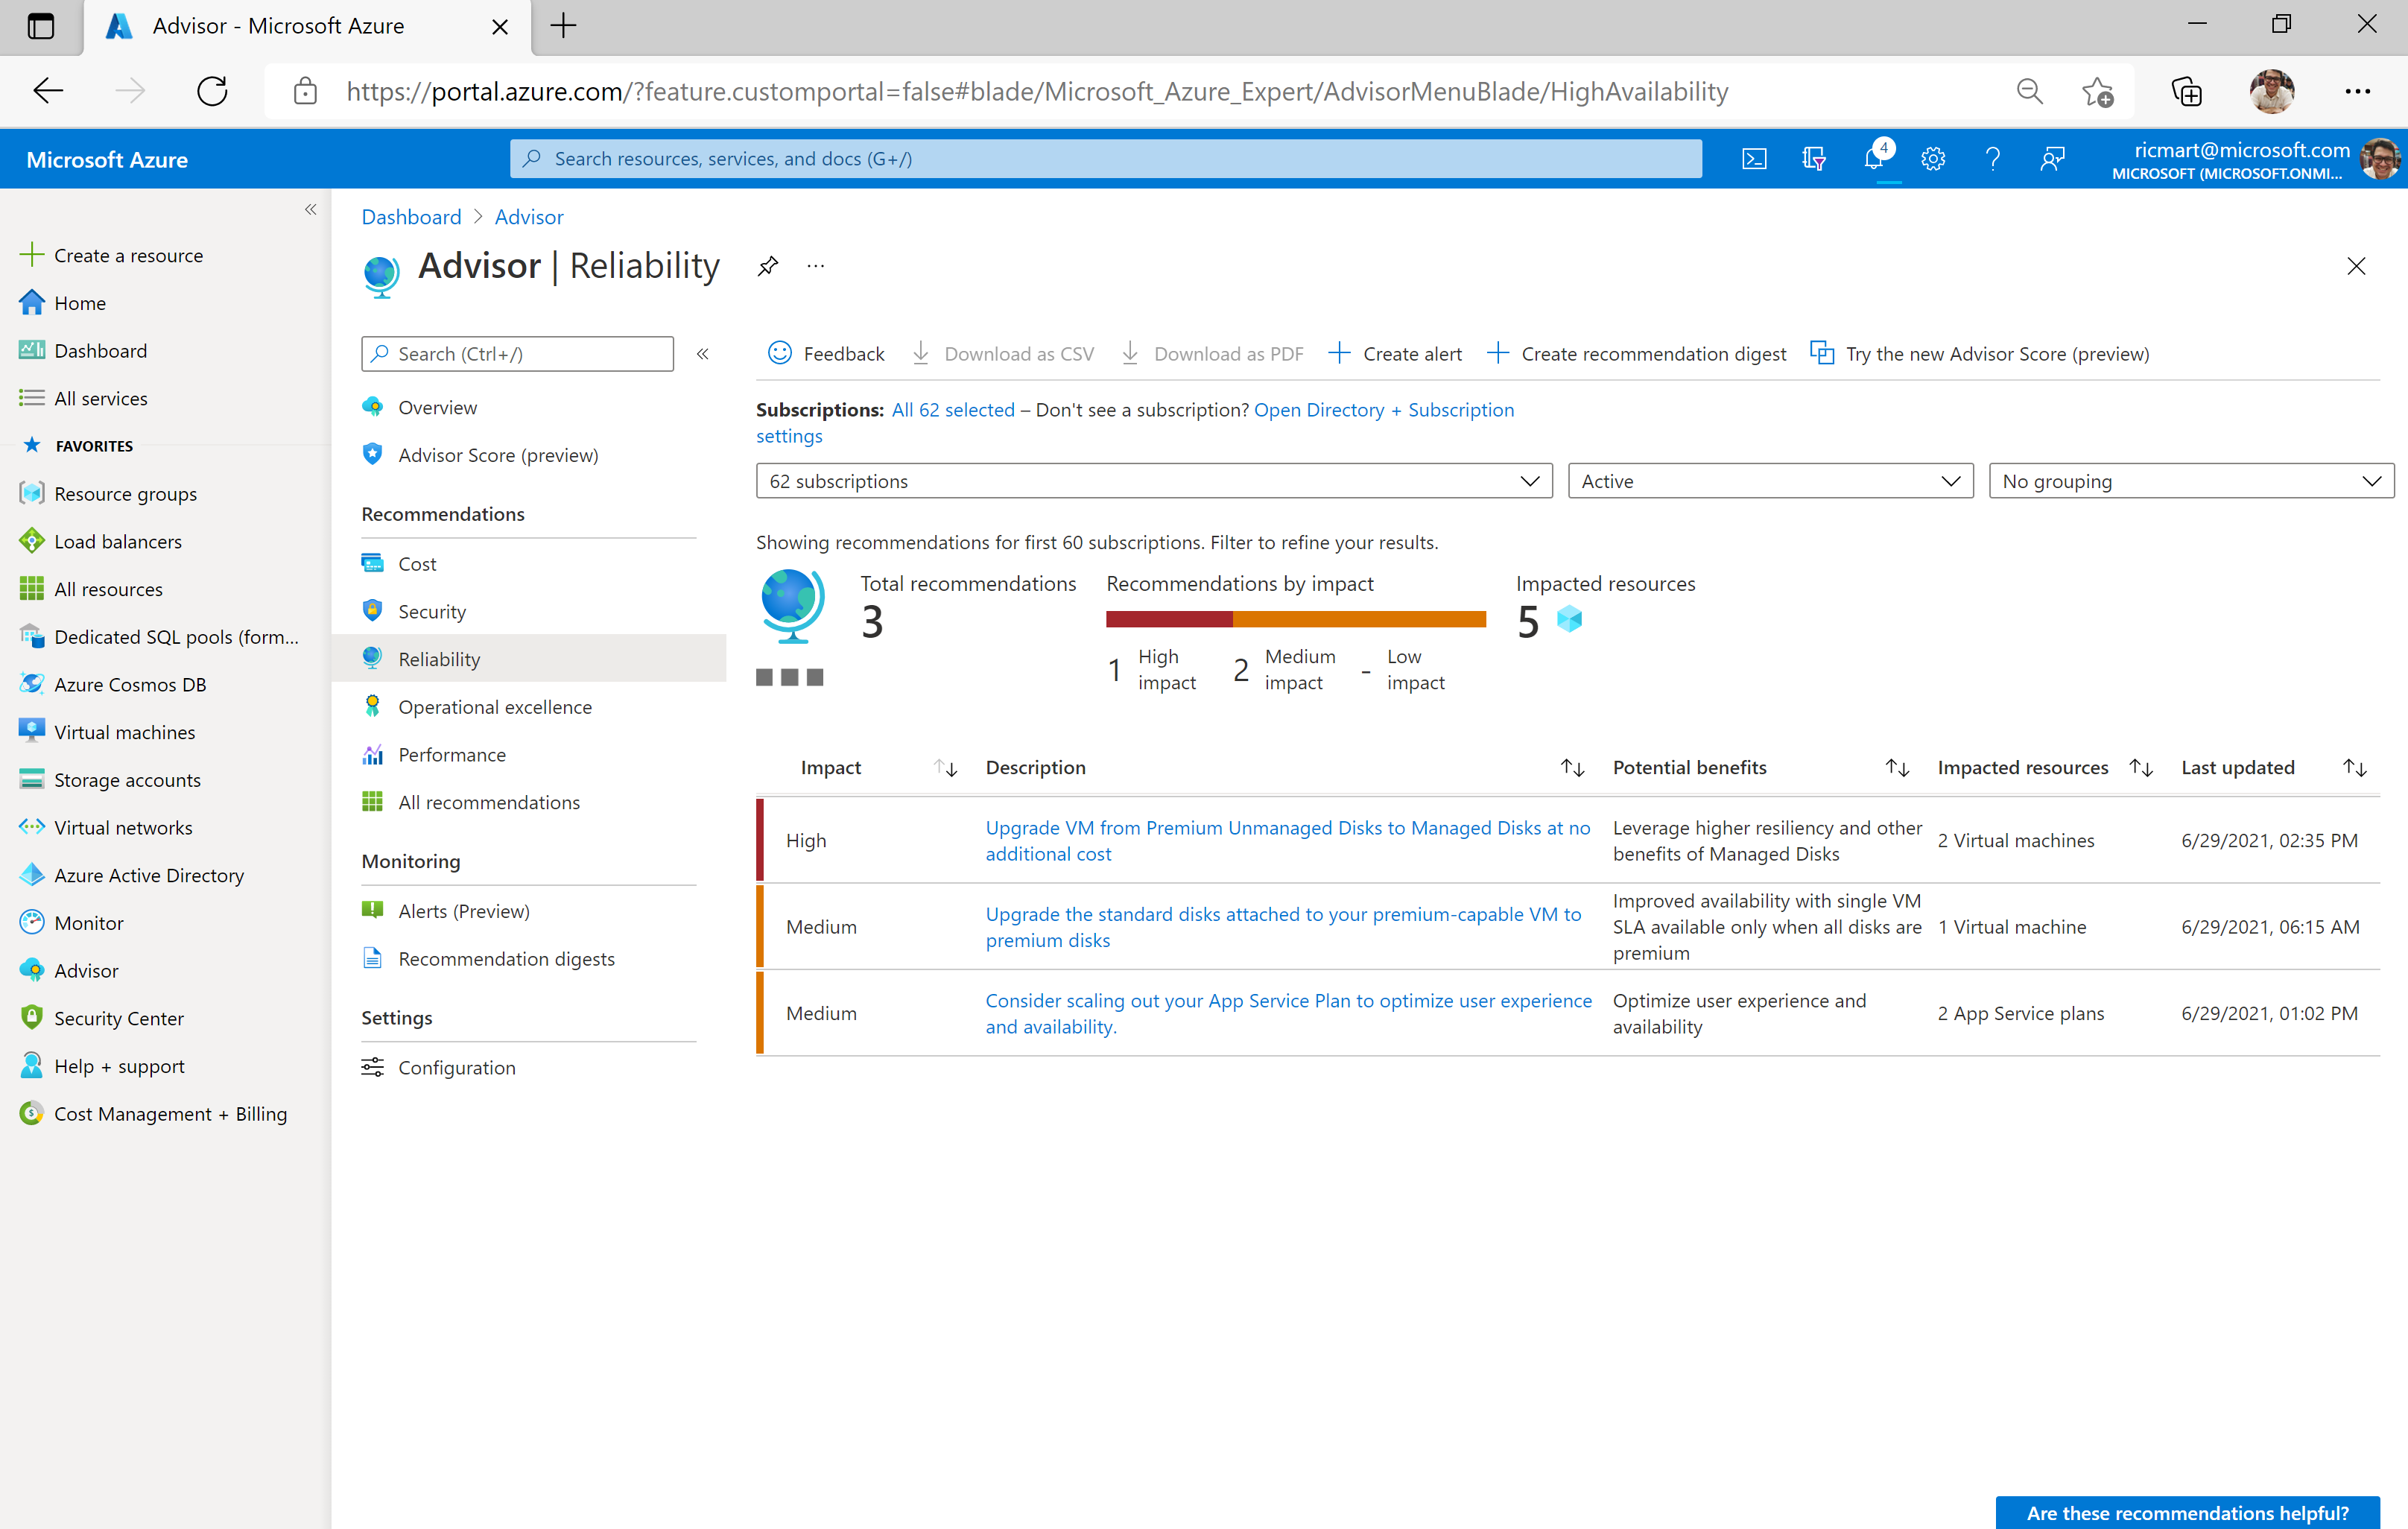 Advisor - Microsoft Azure
https://portal.azure.com/?feature.customportal=false#blade/Microsoft_Azure_Expert/AdvisorMenuBlade/HighAvailability
Microsoft Azure
Search resources, services, and docs (G+/)
4
ricmart@microsoft.com
MICROSOFT (MICROSOFT.ONMI...
Create a resource
Home
Dashboard
All services
FAVORITES
Resource groups
Load balancers
All resources
Dedicated SQL pools (form...
Azure Cosmos DB
Virtual machines
Storage accounts
Virtual networks
Azure Active Directory
Monitor
Advisor
Security Center
Help + support
Cost Management + Billing
Dashboard > Advisor
Advisor | Reliability
Search (Ctrl+/)
Overview
Advisor Score (preview)
Recommendations
Cost
Security
Reliability
Operational excellence
Performance
All recommendations
Monitoring
Alerts (Preview)
Recommendation digests
Settings
Configuration
Feedback
Download as CSV
Download as PDF
Create alert
Create recommendation digest
Try the new Advisor Score (preview)
Subscriptions: All 62 selected – Don't see a subscription? Open Directory + Subscription
settings
62 subscriptions
Active
No grouping
Showing recommendations for first 60 subscriptions. Filter to refine your results.
Total recommendations
3
Recommendations by impact
1 High
impact
2 Medium
impact
- Low
impact
Impacted resources
5
Impact
Description
Potential benefits
Impacted resources
Last updated
High
Upgrade VM from Premium Unmanaged Disks to Managed Disks at no
additional cost
Leverage higher resiliency and other
benefits of Managed Disks
2 Virtual machines
6/29/2021, 02:35 PM
Medium
Upgrade the standard disks attached to your premium-capable VM to
premium disks
Improved availability with single VM
SLA available only when all disks are
premium
1 Virtual machine
6/29/2021, 06:15 AM
Medium
Consider scaling out your App Service Plan to optimize user experience
and availability.
Optimize user experience and
availability
2 App Service plans
6/29/2021, 01:02 PM
Are these recommendations helpful?